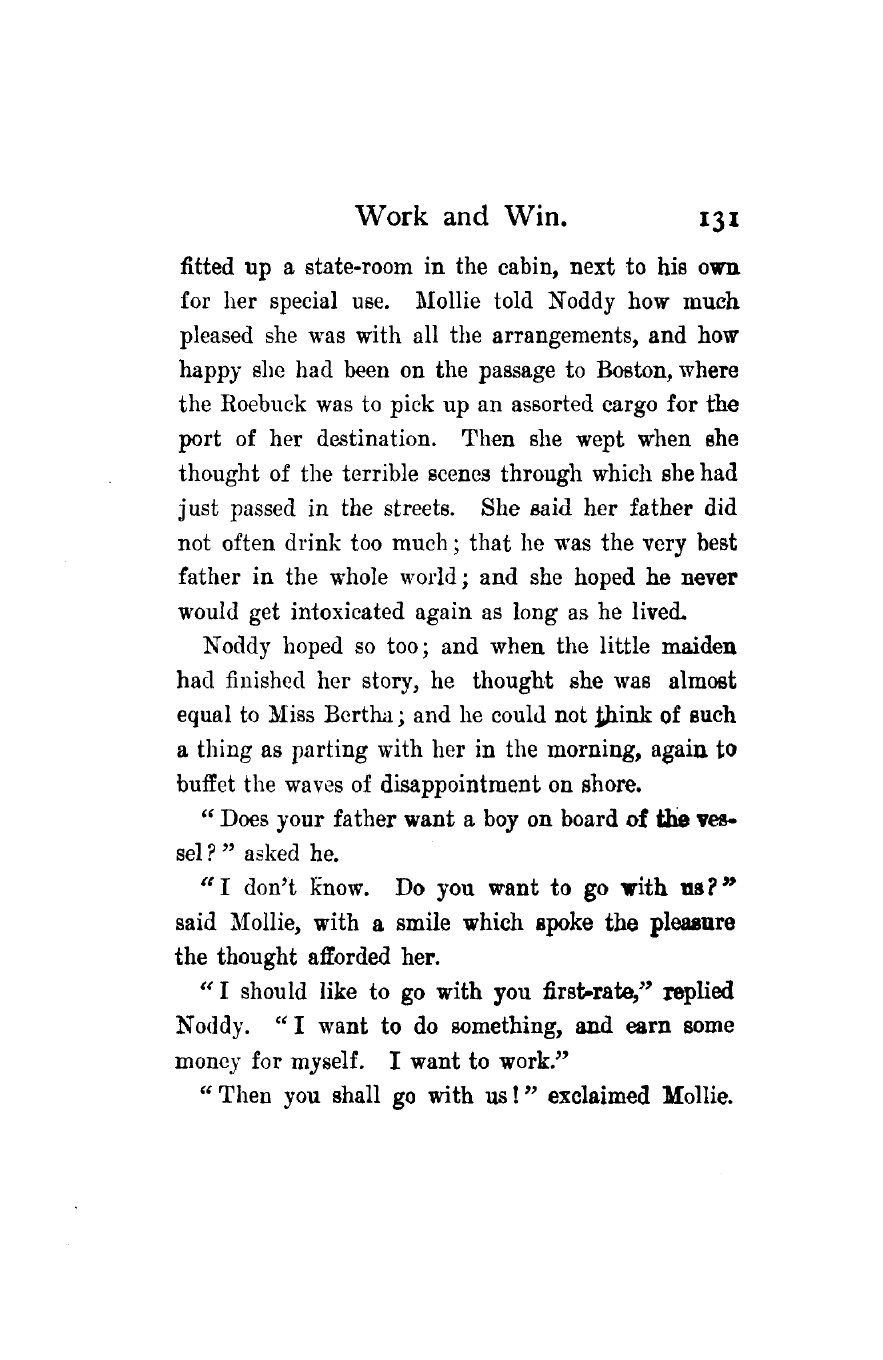 Work and Win. 131
fitted up a state-room in the cabin, next to his own
for her special use. Mollie told Noddy how much
pleased she was with all the arrangements, and how
happy she had been on the passage to Boston, where
the Roebuck was to pick up an assorted cargo for the
port of her destination. Then she wept when she
thought of the terrible scenes through which she had
just passed in the streets. She said her father did
not often drink too much; that he was the very best
father in the whole world; and she hoped he never
would get intoxicated again as long as he lived.
Noddy hoped so too; and when the little maiden
had finished her story, he thought she was almost
equal to Miss Bertha; and he could not think of such
a thing as parting with her in the morning, again to
buffet the waves of disappointment on shore.
"Does your father want a boy on board of the ves-
sel?" asked he.
"I don't know. Do you want to go with us?"
said Mollie, with a smile which spoke the pleasure
the thought afforded her.
"I should like to go with you first-rate," replied
Noddy. "I want to do something, and earn some
money for myself. I want to work."
"Then you shall go with us!" exclaimed Mollie.